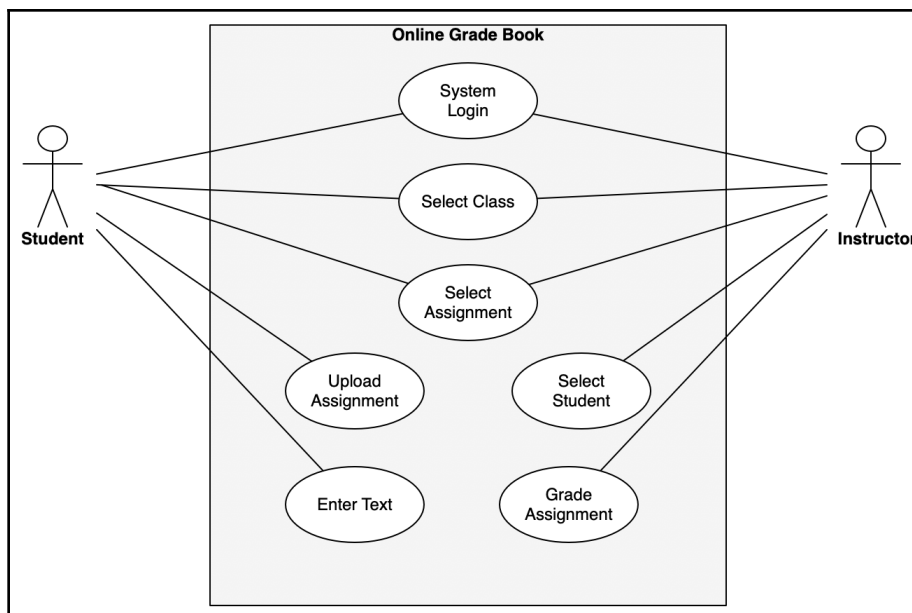 Online Grade Book
System
Login
Select Class
Student
Instructor
Select
Assignment
Upload
Assignment
Select
Student
Enter Text
Grade
Assignment